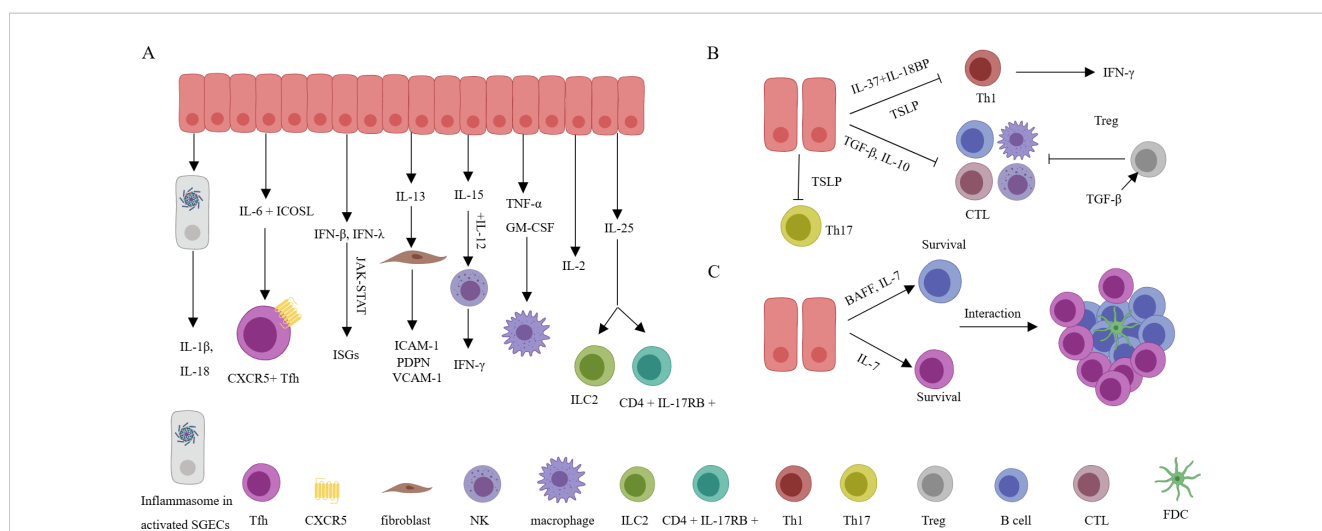 A
IL-6 + ICOSL
IFN-β, IFN-λ
IL-13
IL-15
TNF-α
GM-CSF
IL-2
IL-25
+IL-12
JAK-STAT
IL-1β,
IL-18
CXCR5+ Tfh
ISGs
ICAM-1
PDPN
VCAM-1
IFN-γ
ILC2
CD4 + IL-17RB +
B
IL-37+IL-18BP
TSLP
Th1
IFN-γ
TGF-β, IL-10
Treg
TSLP
CTL
TGF-β
Th17
C
Survival
BAFF, IL-7
Interaction
IL-7
Survival
Inflammasome in
activated SGECs
Tfh
CXCR5
fibroblast
NK
macrophage
ILC2
CD4 + IL-17RB +
Th1
Th17
Treg
B cell
CTL
FDC